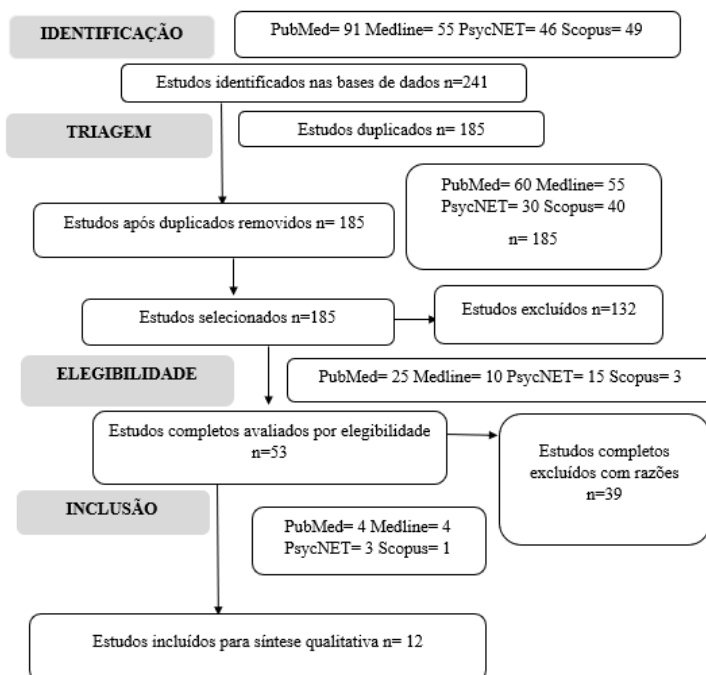 IDENTIFICAÇÃO
PubMed= 91 Medline= 55 PsycNET= 46 Scopus= 49
Estudos identificados nas bases de dados n=241
TRIAGEM
Estudos duplicados n= 185
PubMed= 60 Medline= 55
PsycNET= 30 Scopus= 40
n= 185
Estudos após duplicados removidos n= 185
Estudos selecionados n=185
Estudos excluídos n=132
ELEGIBILIDADE
PubMed= 25 Medline= 10 PsycNET= 15 Scopus= 3
Estudos completos avaliados por elegibilidade
n=53
Estudos completos
excluídos com razões
n=39
INCLUSÃO
PubMed= 4 Medline= 4
PsycNET= 3 Scopus= 1
Estudos incluídos para síntese qualitativa n= 12